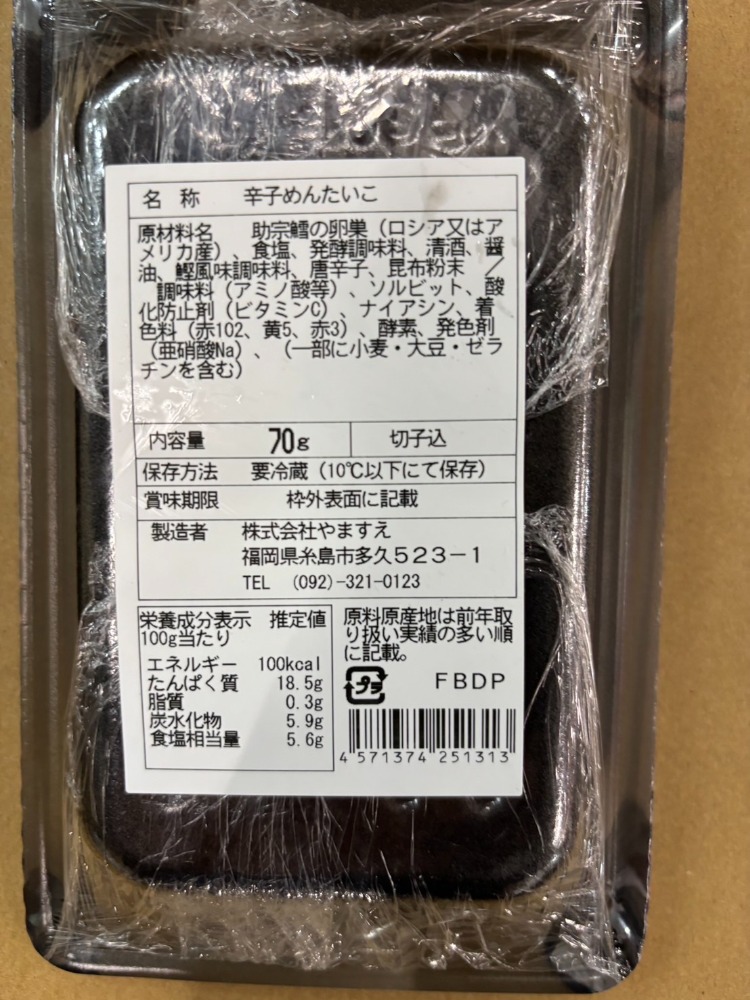 名 称 辛子めんたいこ
原材料名 助宗鱈の卵巣（ロシア又はア
メリカ産）、食塩、発酵調味料、清酒、醤
油、鰹風味調味料、唐辛子、昆布粉末 ／
調味料（アミノ酸等）、ソルビット、酸
化防止剤（ビタミンC）、ナイアシン、着
色料（赤102、黄5、赤3）、酵素、発色剤
（亜硝酸Na）、（一部に小麦・大豆・ゼラ
チンを含む）
内容量 70g 切子込
保存方法 要冷蔵（10℃以下にて保存）
賞味期限 枠外表面に記載
製造者 株式会社やますえ
福岡県糸島市多久５２３－１
TEL （092）-321-0123
栄養成分表示 推定値
100g当たり
エネルギー 100kcal
たんぱく質 18.5g
脂質 0.3g
炭水化物 5.9g
食塩相当量 5.6g
原料原産地は前年取
り扱い実績の多い順
に記載。
プラ FBDP
4 571374 251313